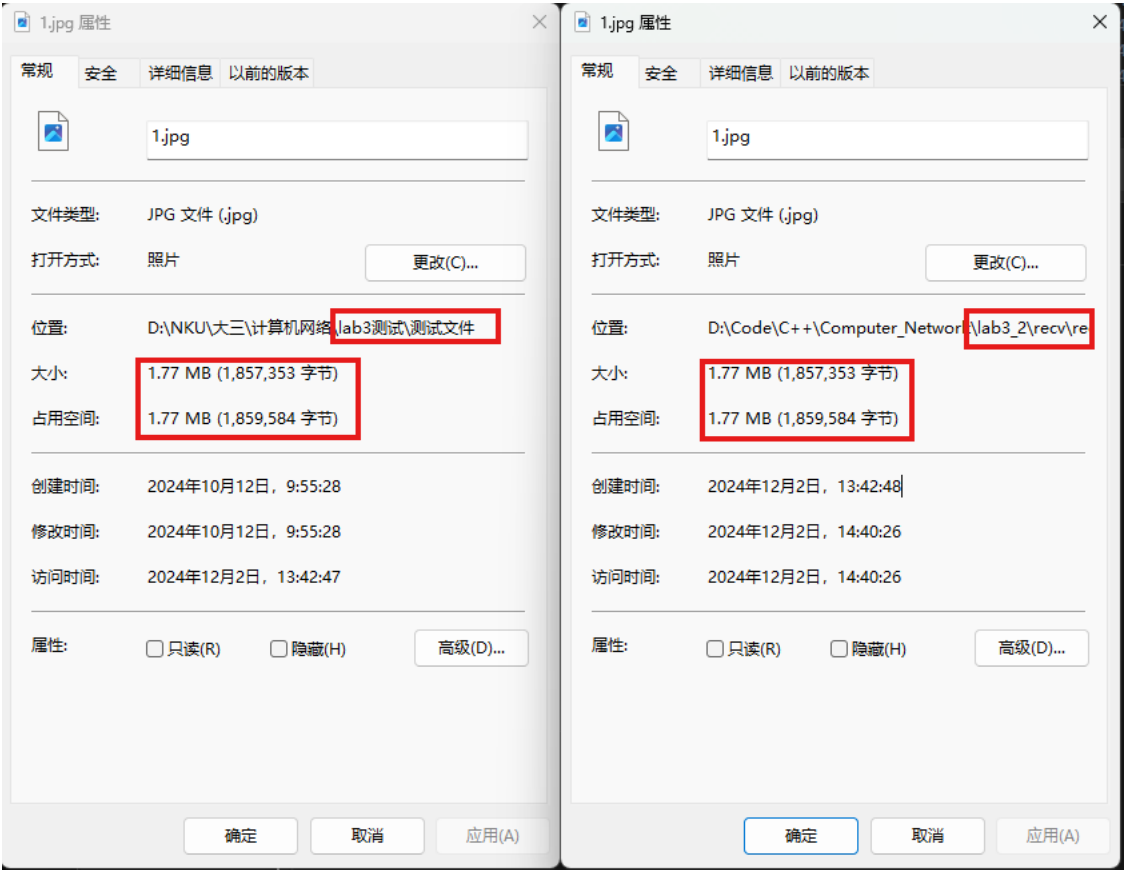 1.jpg 属性
常规 安全 详细信息 以前的版本
1.jpg
文件类型: JPG 文件 (.jpg)
打开方式: 照片 更改(C)...
位置: D:\NKU\大三\计算机网络\lab3测试\测试文件
大小: 1.77 MB (1,857,353 字节)
占用空间: 1.77 MB (1,859,584 字节)
创建时间: 2024年10月12日，9:55:28
修改时间: 2024年10月12日，9:55:28
访问时间: 2024年12月2日，13:42:47
属性: 只读(R) 隐藏(H) 高级(D)...
确定 取消 应用(A)
1.jpg 属性
常规 安全 详细信息 以前的版本
1.jpg
文件类型: JPG 文件 (.jpg)
打开方式: 照片 更改(C)...
位置: D:\Code\C++\Computer_Network\lab3_2\recv\re
大小: 1.77 MB (1,857,353 字节)
占用空间: 1.77 MB (1,859,584 字节)
创建时间: 2024年12月2日，13:42:48
修改时间: 2024年12月2日，14:40:26
访问时间: 2024年12月2日，14:40:26
属性: 只读(R) 隐藏(H) 高级(D)...
确定 取消 应用(A)